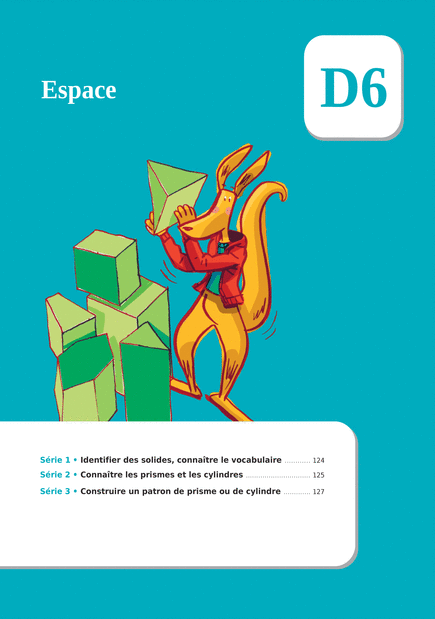 D6
Espace
Série 1 • Identifier des solides, connaître le vocabulaire ............ 124
Série 2 • Connaître les prismes et les cylindres ............................... 125
Série 3 • Construire un patron de prisme ou de cylindre ............. 127